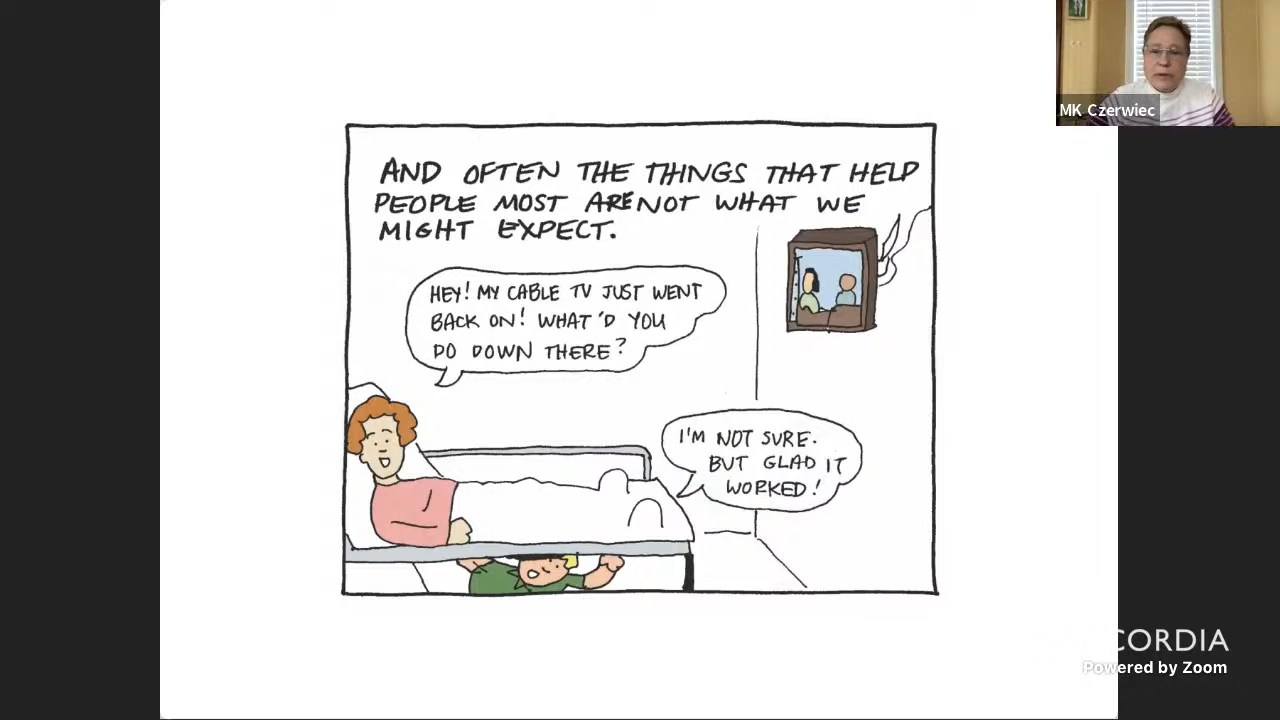 MK Czerwiec
AND OFTEN THE THINGS THAT HELP
PEOPLE MOST ARE NOT WHAT WE
MIGHT EXPECT.
HEY! MY CABLE TV JUST WENT
BACK ON! WHAT'D YOU
DO DOWN THERE?
I'M NOT SURE.
BUT GLAD IT
WORKED!
CORDIA
Powered by Zoom